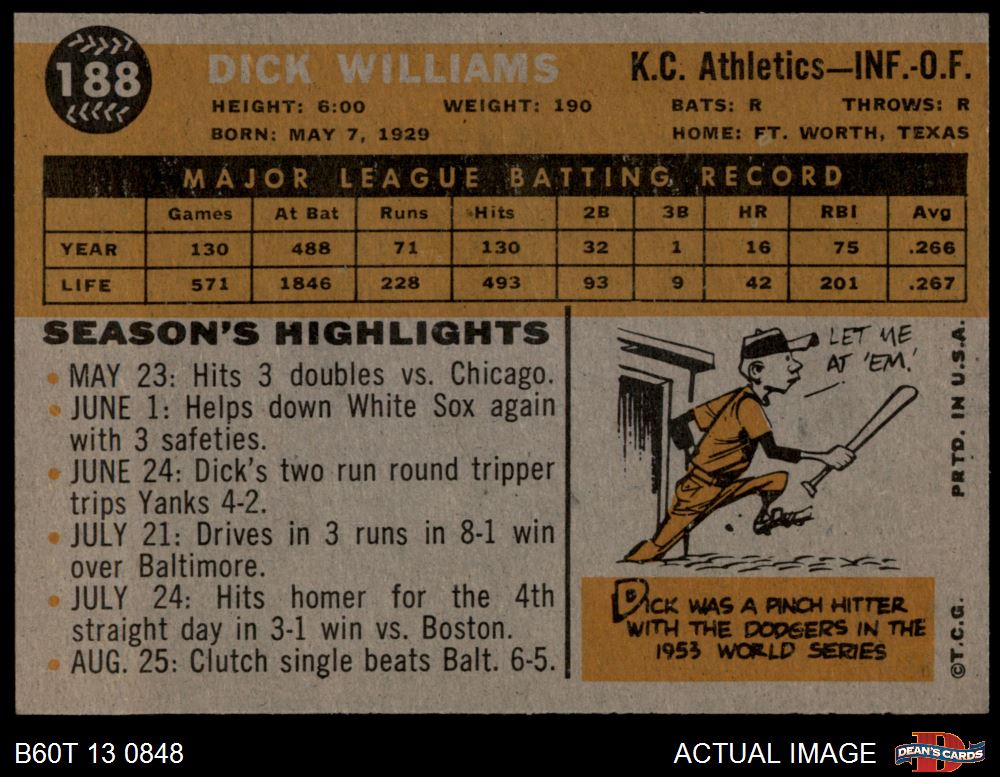 188
DICK WILLIAMS
K.C. Athletics—INF.-O.F.
HEIGHT: 6:00 WEIGHT: 190 BATS: R THROWS: R
BORN: MAY 7, 1929 HOME: FT. WORTH, TEXAS
MAJOR LEAGUE BATTING RECORD
Games At Bat Runs Hits 2B 3B HR RBI Avg
YEAR 130 488 71 130 32 1 16 75 .266
LIFE 571 1846 228 493 93 9 42 201 .267
SEASON'S HIGHLIGHTS
• MAY 23: Hits 3 doubles vs. Chicago.
• JUNE 1: Helps down White Sox again
with 3 safeties.
• JUNE 24: Dick's two run round tripper
trips Yanks 4-2.
• JULY 21: Drives in 3 runs in 8-1 win
over Baltimore.
• JULY 24: Hits homer for the 4th
straight day in 3-1 win vs. Boston.
• AUG. 25: Clutch single beats Balt. 6-5.
LET ME
AT 'EM.'
DICK WAS A PINCH HITTER
WITH THE DODGERS IN THE
1953 WORLD SERIES
©T.C.G. PRTD. IN U.S.A.
B60T 13 0848
ACTUAL IMAGE
DEAN'S CARDS